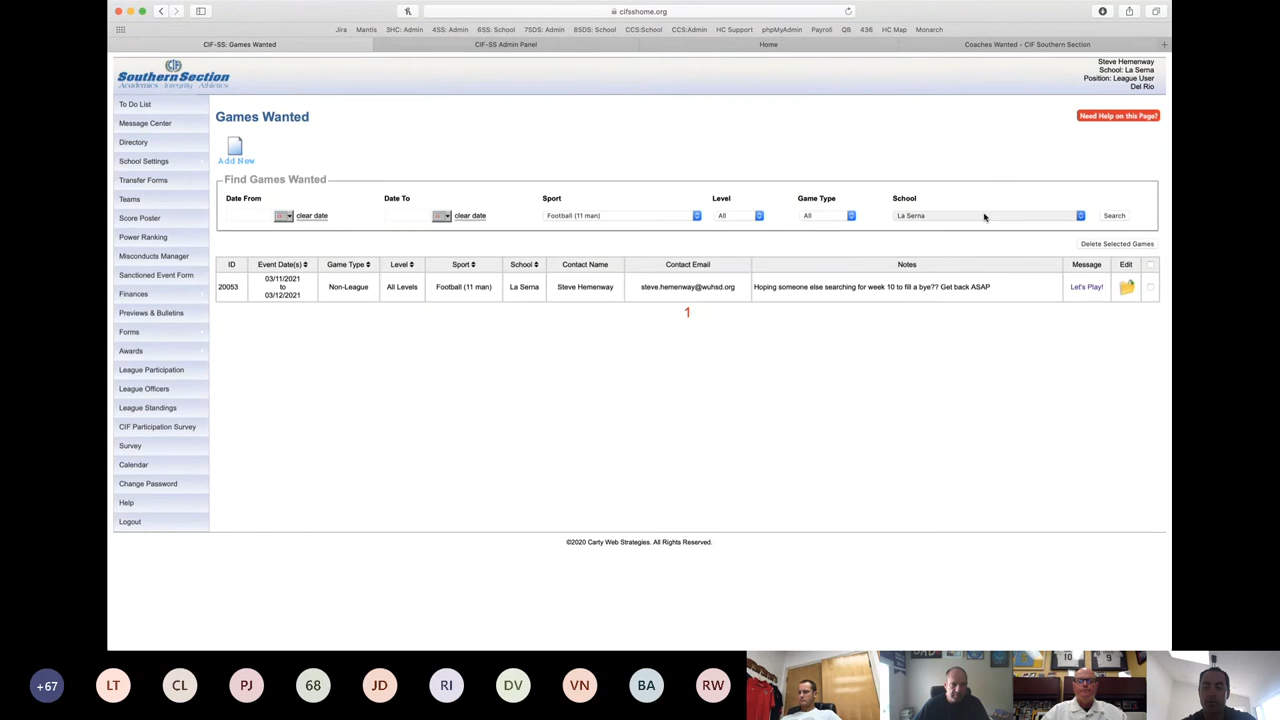 cifsshome.org
Jira Mantis 3HC: Admin 4SS: Admin 6SS: School 7SDS: Admin 8SDS: School CCS:School CCS:Admin HC Support phpMyAdmin Payroll QB 436 HC Map Monarch
CIF-SS: Games Wanted CIF-SS Admin Panel Home Coaches Wanted - CIF Southern Section
CIF
Southern Section
Academics Integrity Athletics
Steve Hemenway
School: La Serna
Position: League User
Del Rio
To Do List
Message Center
Directory
School Settings
Transfer Forms
Teams
Score Poster
Power Ranking
Misconducts Manager
Sanctioned Event Form
Finances
Previews & Bulletins
Forms
Awards
League Participation
League Officers
League Standings
CIF Participation Survey
Survey
Calendar
Change Password
Help
Logout
Games Wanted
Need Help on this Page?
Add New
Find Games Wanted
Date From Date To Sport Level Game Type School
clear date clear date Football (11 man) All All La Serna Search
Delete Selected Games
ID Event Date(s) Game Type Level Sport School Contact Name Contact Email Notes Message Edit
20053 03/11/2021 to 03/12/2021 Non-League All Levels Football (11 man) La Serna Steve Hemenway steve.hemenway@wuhsd.org Hoping someone else searching for week 10 to fill a bye?? Get back ASAP Let's Play!
1
©2020 Carty Web Strategies. All Rights Reserved.
+67 LT CL PJ 68 JD RI DV VN BA RW
10 9